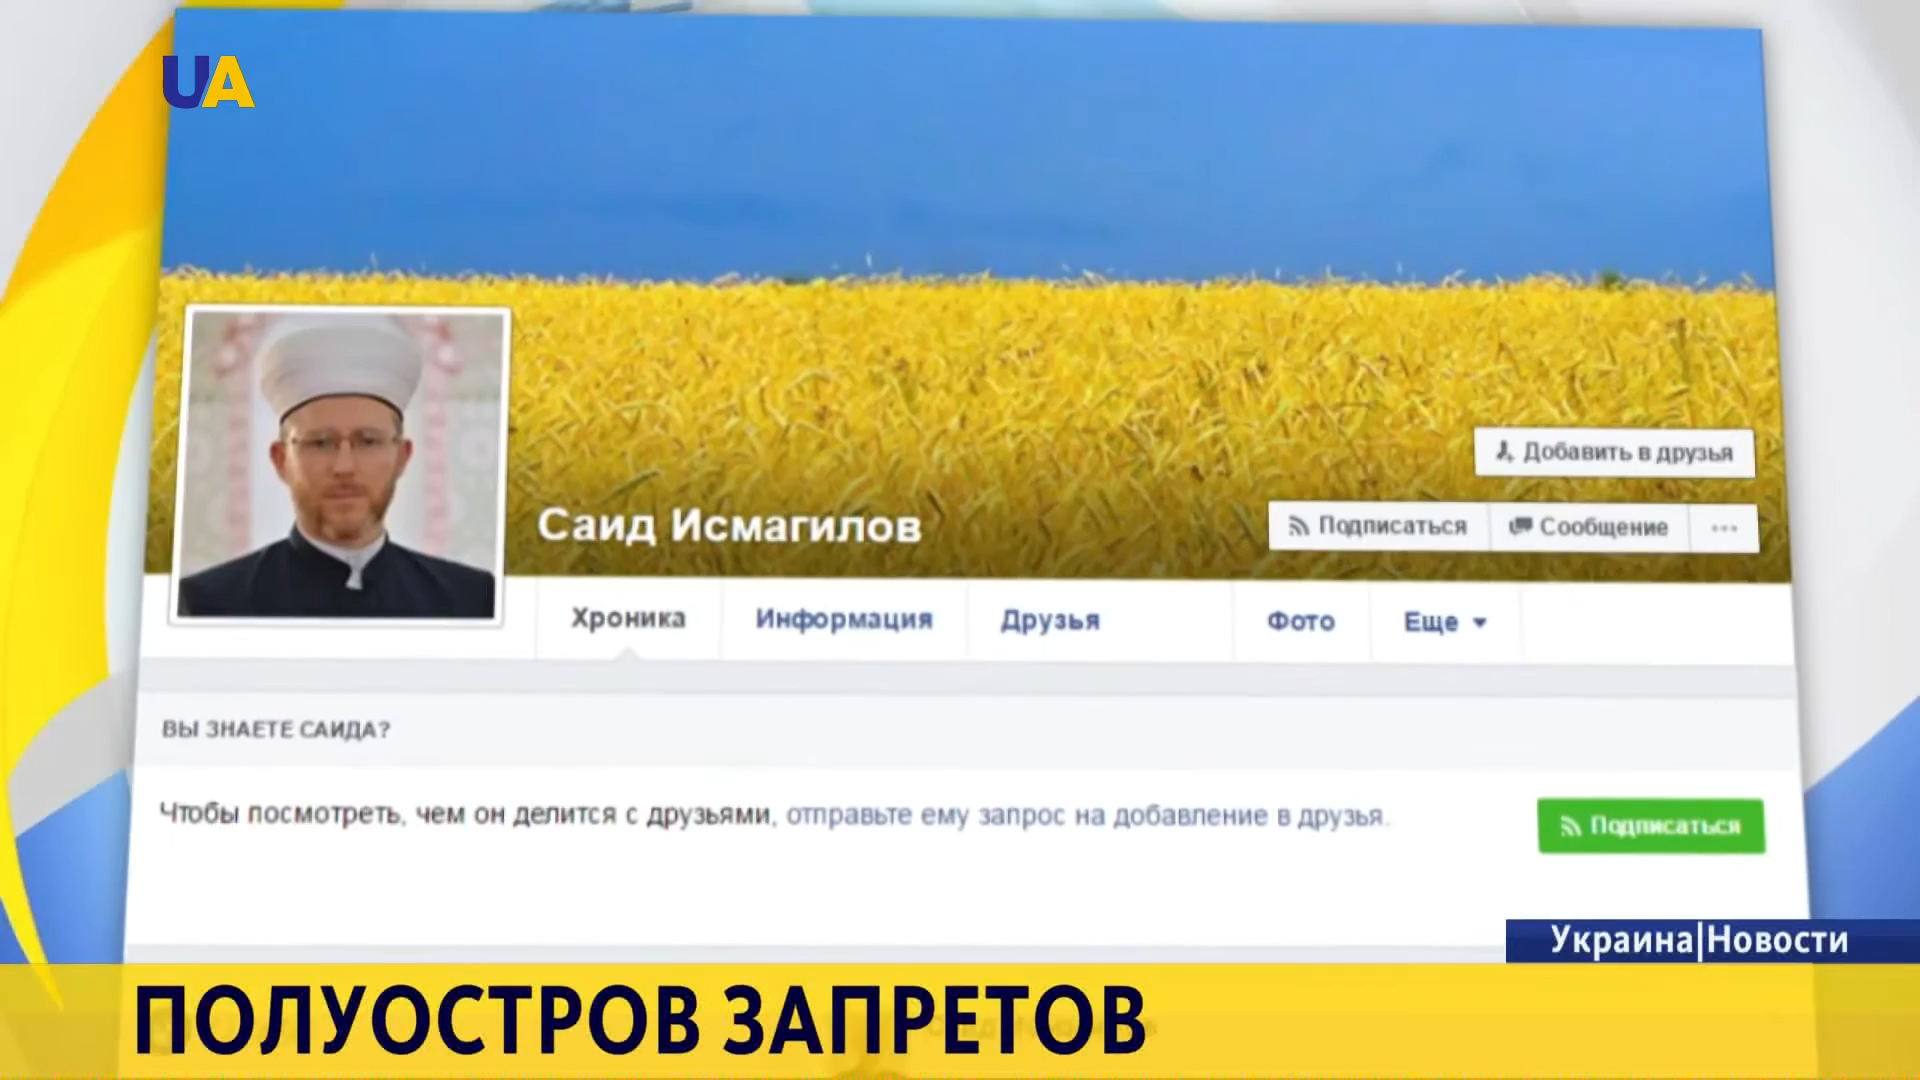 UA
Добавить в друзья
Саид Исмагилов
Подписаться Сообщение ...
Хроника Информация Друзья Фото Еще
ВЫ ЗНАЕТЕ САИДА?
Чтобы посмотреть, чем он делится с друзьями, отправьте ему запрос на добавление в друзья.
Подписаться
Украина|Новости
ПОЛУОСТРОВ ЗАПРЕТОВ